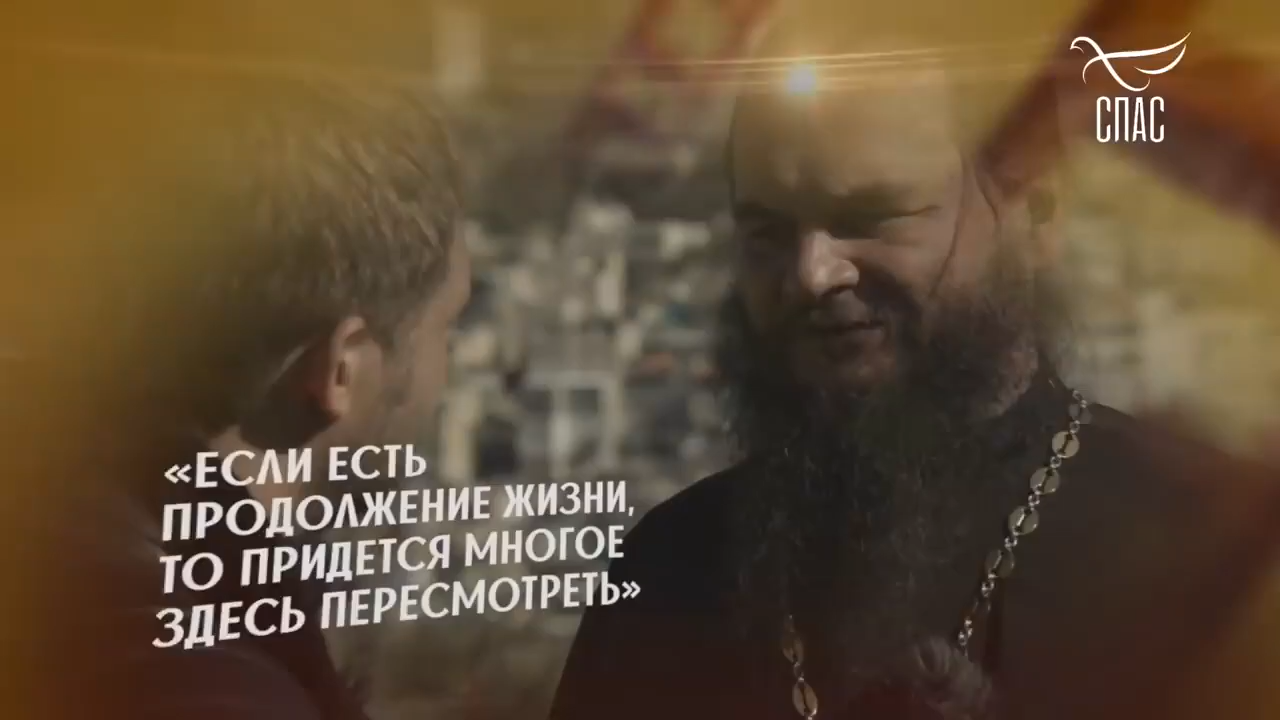 СПАС
«ЕСЛИ ЕСТЬ
ПРОДОЛЖЕНИЕ ЖИЗНИ,
ТО ПРИДЕТСЯ МНОГОЕ
ЗДЕСЬ ПЕРЕСМОТРЕТЬ»